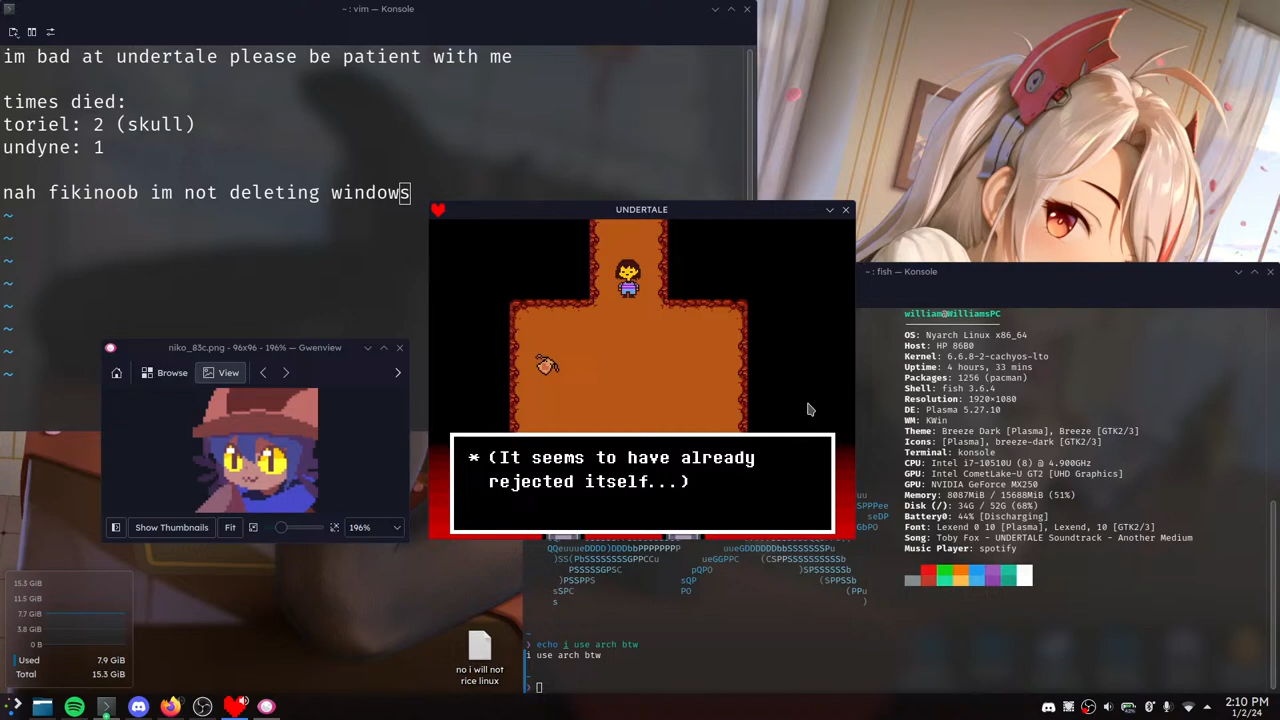 ~ : vim — Konsole
im bad at undertale please be patient with me
times died:
toriel: 2 (skull)
undyne: 1
nah fikinoob im not deleting windows
~
~
~
~
~
~
~
~
UNDERTALE
* (It seems to have already
rejected itself...)
niko_83c.png - 96x96 - 196% — Gwenview
Browse
View
Show Thumbnails
Fit
196%
~ : fish — Konsole
william@WilliamsPC
OS: Nyarch Linux x86_64
Host: HP 86B0
Kernel: 6.6.8-2-cachyos-lto
Uptime: 4 hours, 33 mins
Packages: 1256 (pacman)
Shell: fish 3.6.4
Resolution: 1920×1080
DE: Plasma 5.27.10
WM: KWin
Theme: Breeze Dark [Plasma], Breeze [GTK2/3]
Icons: [Plasma], breeze-dark [GTK2/3]
Terminal: konsole
CPU: Intel i7-10510U (8) @ 4.900GHz
GPU: Intel CometLake-U GT2 [UHD Graphics]
GPU: NVIDIA GeForce MX250
Memory: 8087MiB / 15688MiB (51%)
Disk (/): 34G / 52G (68%)
Battery0: 44% [Discharging]
Font: Lexend 0 10 [Plasma], Lexend, 10 [GTK2/3]
Song: Toby Fox - UNDERTALE Soundtrack - Another Medium
Music Player: spotify
~
❯ echo i use arch btw
i use arch btw
~
❯
15.3 GiB
11.5 GiB
7.7 GiB
3.8 GiB
0 B
Used 7.9 GiB
Total 15.3 GiB
no i will not
rice linux
2:10 PM
1/2/24